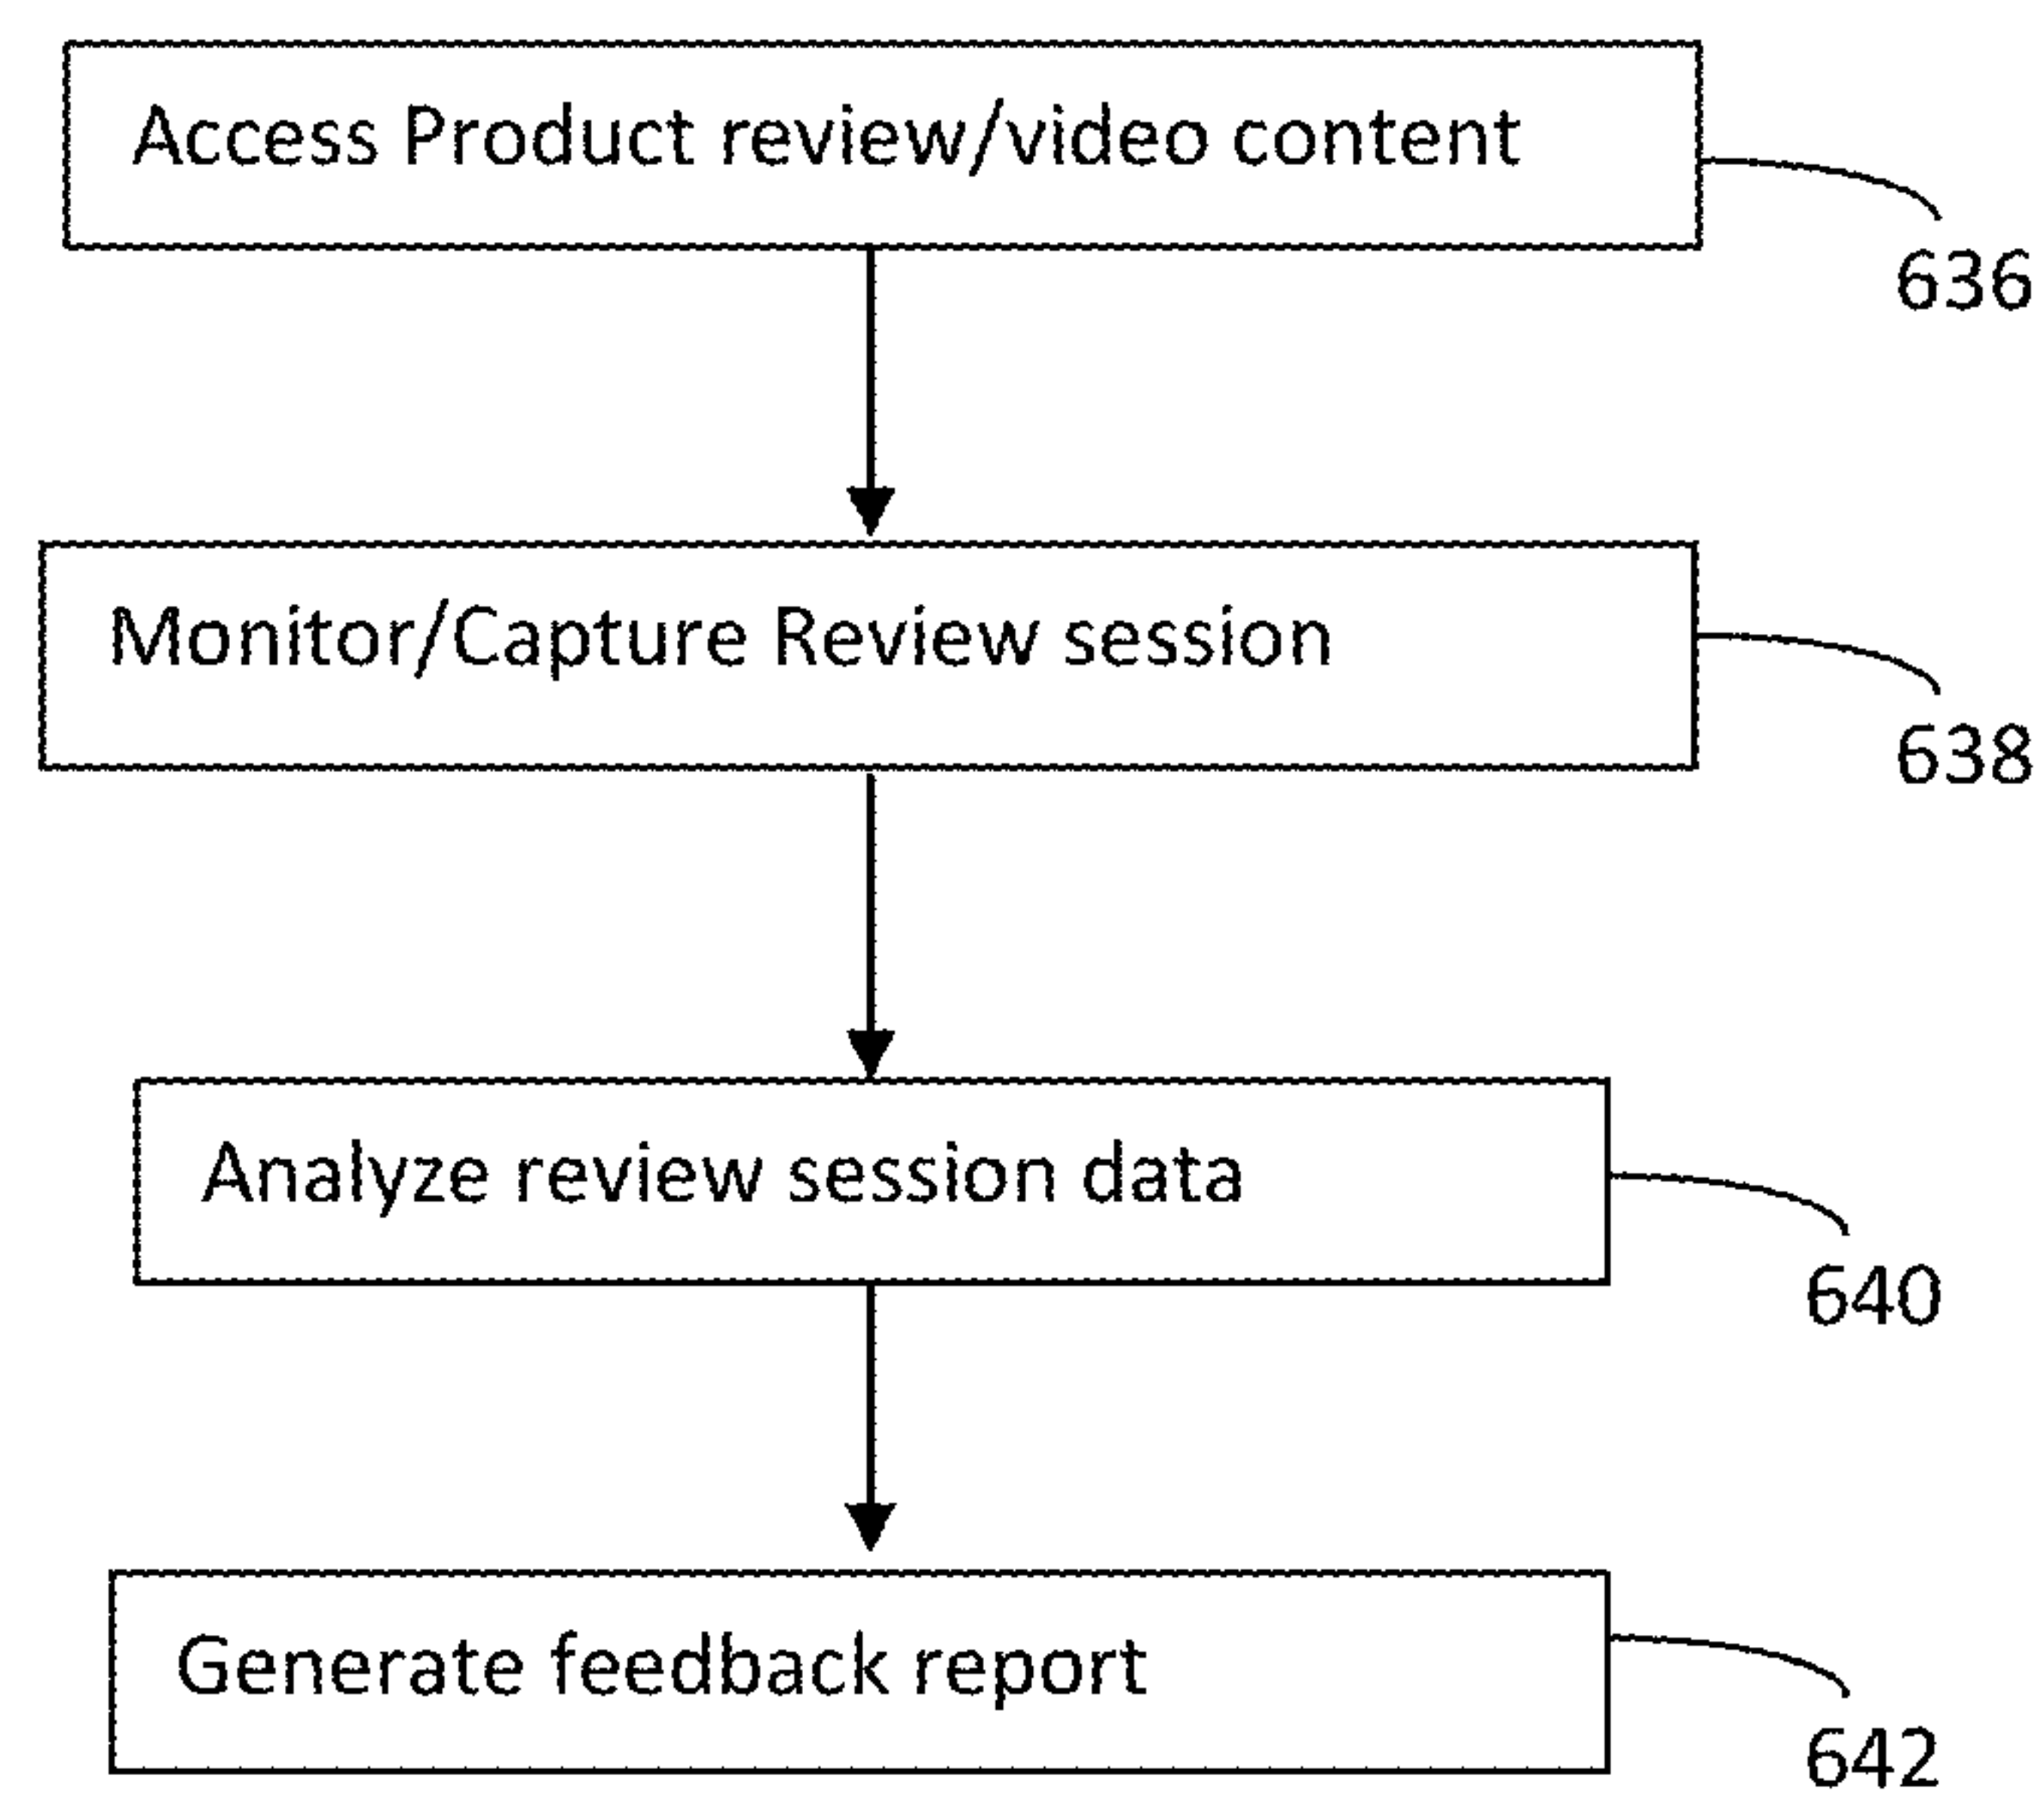 Access Product review/video content
636
Monitor/Capture Review session
638
Analyze review session data
640
Generate feedback report
642